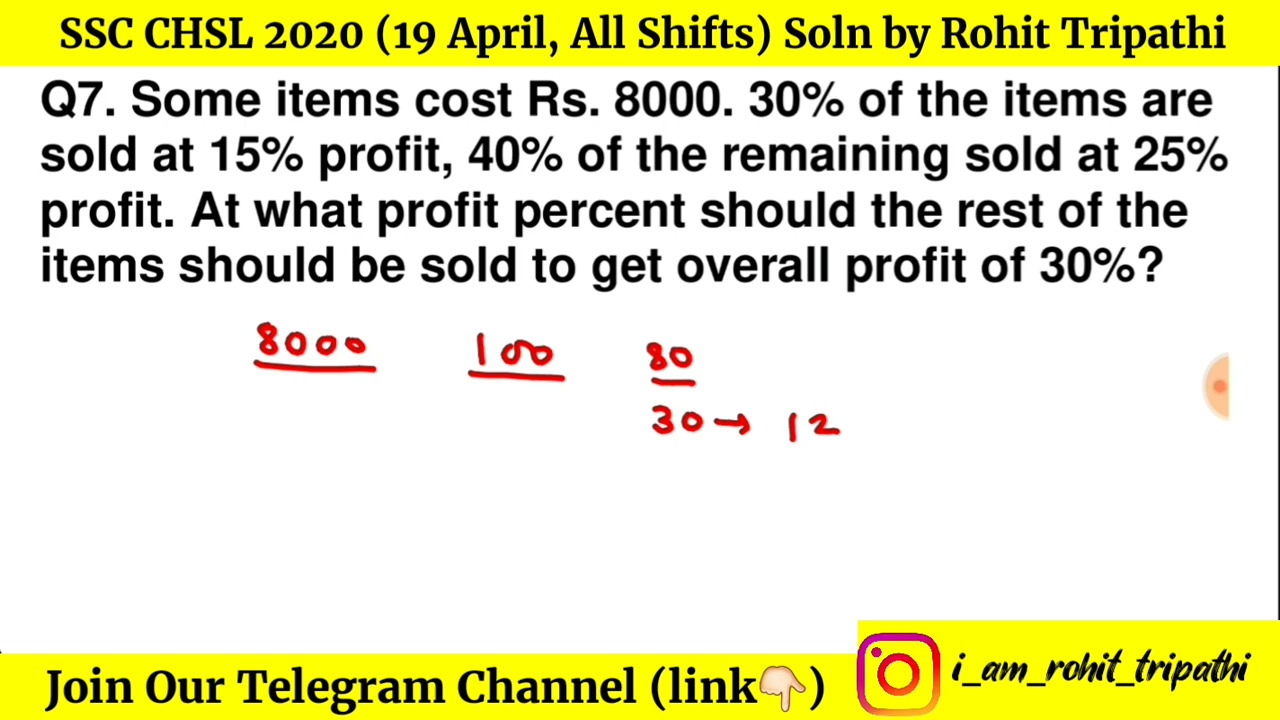 SSC CHSL 2020 (19 April, All Shifts) Soln by Rohit Tripathi
Q7. Some items cost Rs. 8000. 30% of the items are
sold at 15% profit, 40% of the remaining sold at 25%
profit. At what profit percent should the rest of the
items should be sold to get overall profit of 30%?
8000 100 80
30 → 12
Join Our Telegram Channel (link👇)
i_am_rohit_tripathi